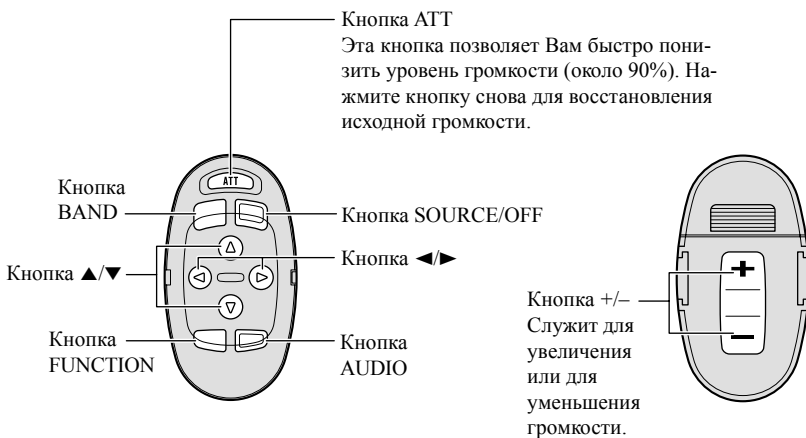 Кнопка ATT
Эта кнопка позволяет Вам быстро пони-
зить уровень громкости (около 90%). На-
жмите кнопку снова для восстановления
исходной громкости.
ATT
Кнопка
BAND
Кнопка SOURCE/OFF
Кнопка ▲/▼
Кнопка ◄/►
Кнопка
FUNCTION
Кнопка
AUDIO
Кнопка +/–
Служит для
увеличения
или для
уменьшения
громкости.
+
–